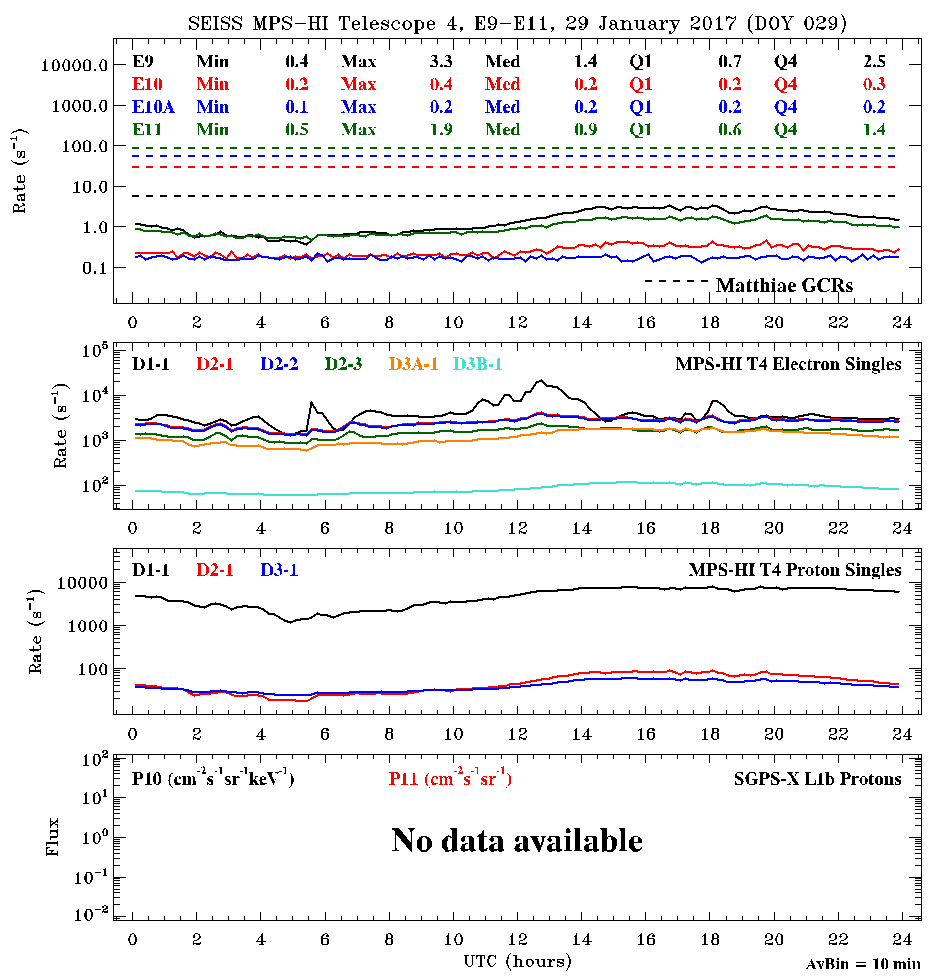 SEISS MPS-HI Telescope 4, E9-E11, 29 January 2017 (DOY 029)
E9 Min 0.4 Max 3.3 Med 1.4 Q1 0.7 Q4 2.5
E10 Min 0.2 Max 0.4 Med 0.2 Q1 0.2 Q4 0.3
E10A Min 0.1 Max 0.2 Med 0.2 Q1 0.2 Q4 0.2
E11 Min 0.5 Max 1.9 Med 0.9 Q1 0.6 Q4 1.4
10000.0
1000.0
100.0
10.0
1.0
0.1
Rate (s⁻¹)
Matthiae GCRs
0 2 4 6 8 10 12 14 16 18 20 22 24
D1-1 D2-1 D2-2 D2-3 D3A-1 D3B-1 MPS-HI T4 Electron Singles
10⁵
10⁴
10³
10²
Rate (s⁻¹)
0 2 4 6 8 10 12 14 16 18 20 22 24
D1-1 D2-1 D3-1 MPS-HI T4 Proton Singles
10000
1000
100
Rate (s⁻¹)
0 2 4 6 8 10 12 14 16 18 20 22 24
P10 (cm⁻²s⁻¹sr⁻¹keV⁻¹) P11 (cm⁻²s⁻¹sr⁻¹) SGPS-X L1b Protons
10²
10¹
10⁰
10⁻¹
10⁻²
Flux
No data available
0 2 4 6 8 10 12 14 16 18 20 22 24
UTC (hours)
AvBin = 10 min